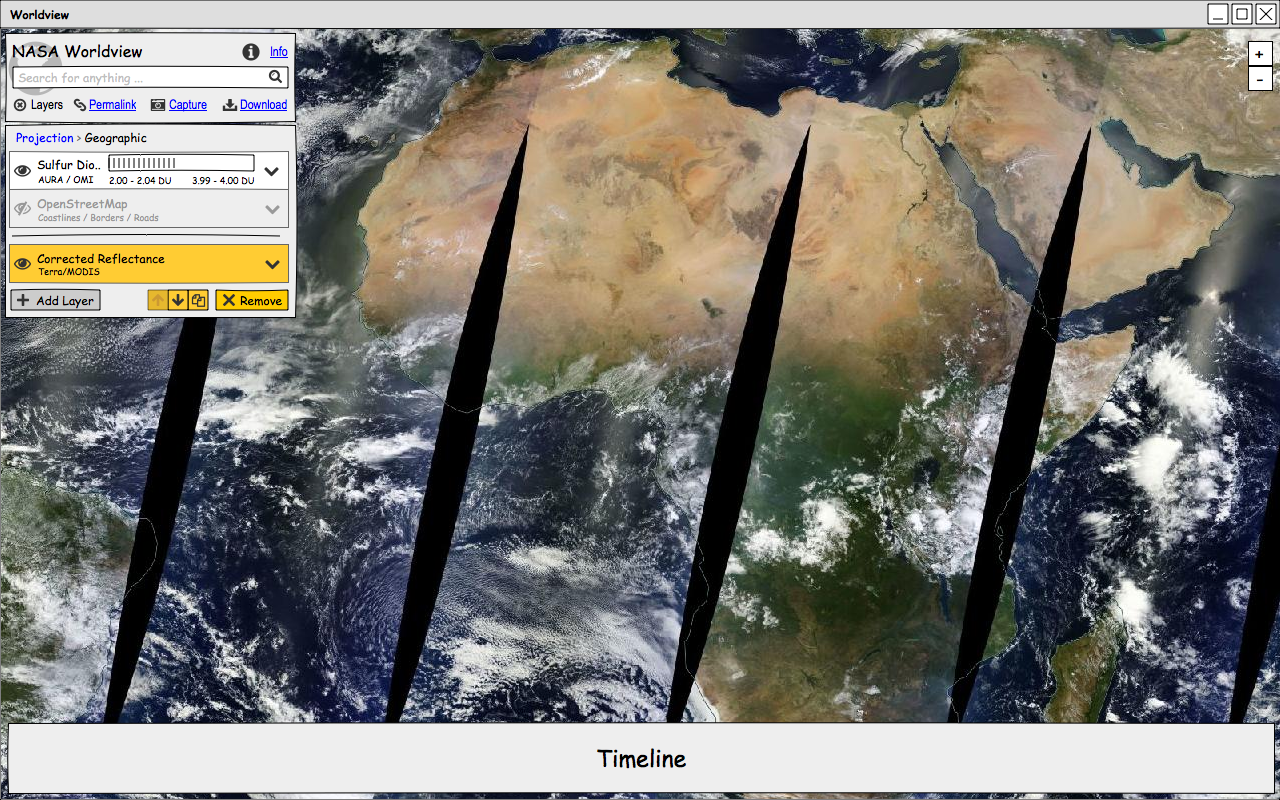 Worldview
NASA Worldview
Info
Search for anything ...
Layers
Permalink
Capture
Download
Projection > Geographic
Sulfur Dio..
AURA / OMI
2.00 - 2.04 DU
3.99 - 4.00 DU
OpenStreetMap
Coastlines / Borders / Roads
Corrected Reflectance
Terra/MODIS
+ Add Layer
Remove
+
-
Timeline